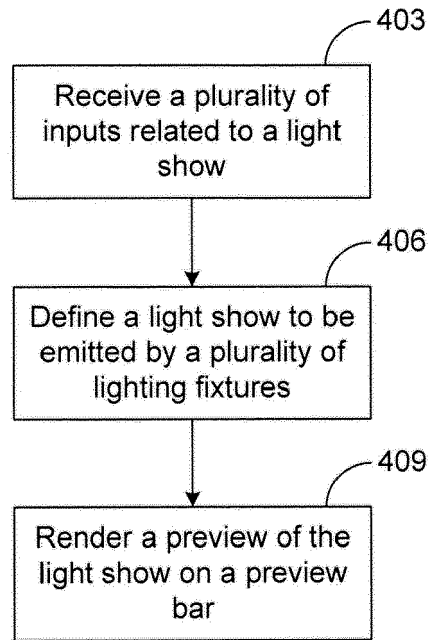 403
Receive a plurality of
inputs related to a light
show
406
Define a light show to be
emitted by a plurality of
lighting fixtures
409
Render a preview of the
light show on a preview
bar